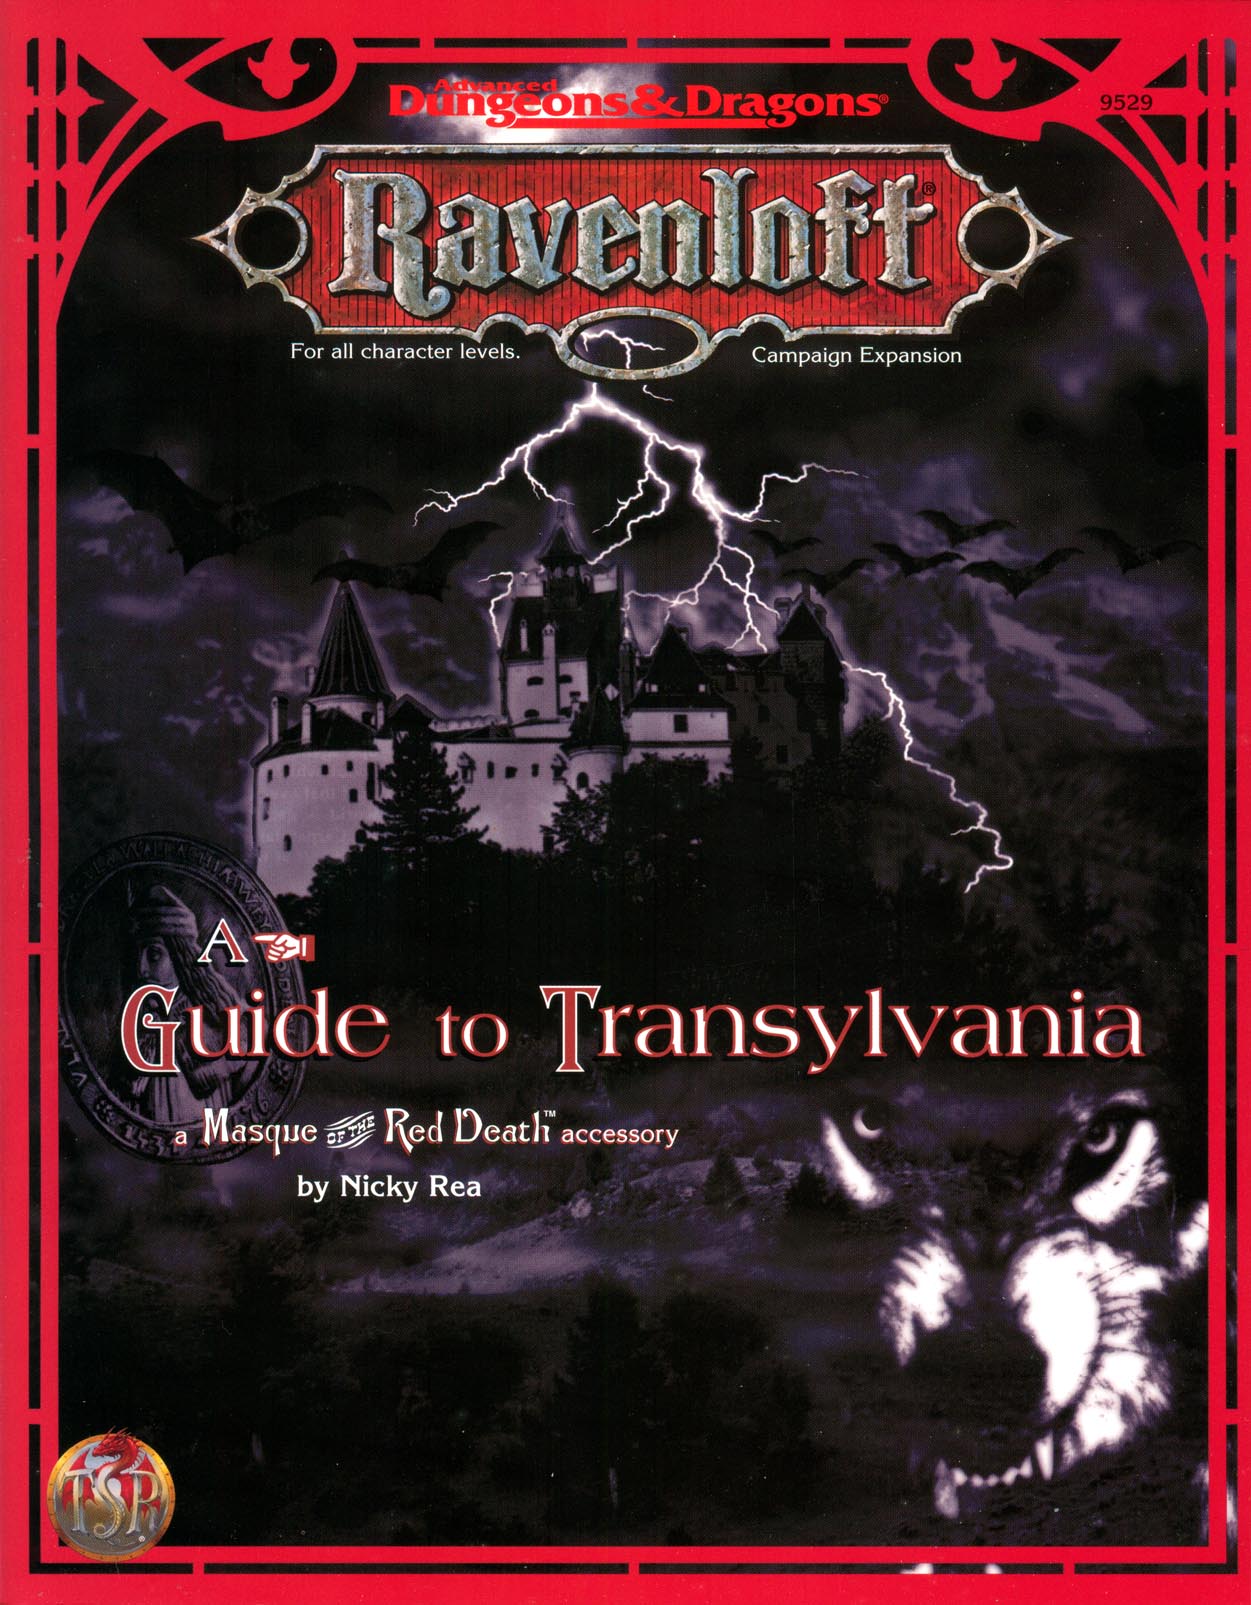 Advanced
Dungeons & Dragons®
9529
Ravenloft®
For all character levels.
Campaign Expansion
A
Guide to Transylvania
a Masque OF THE Red Death™ accessory
by Nicky Rea
TSR®